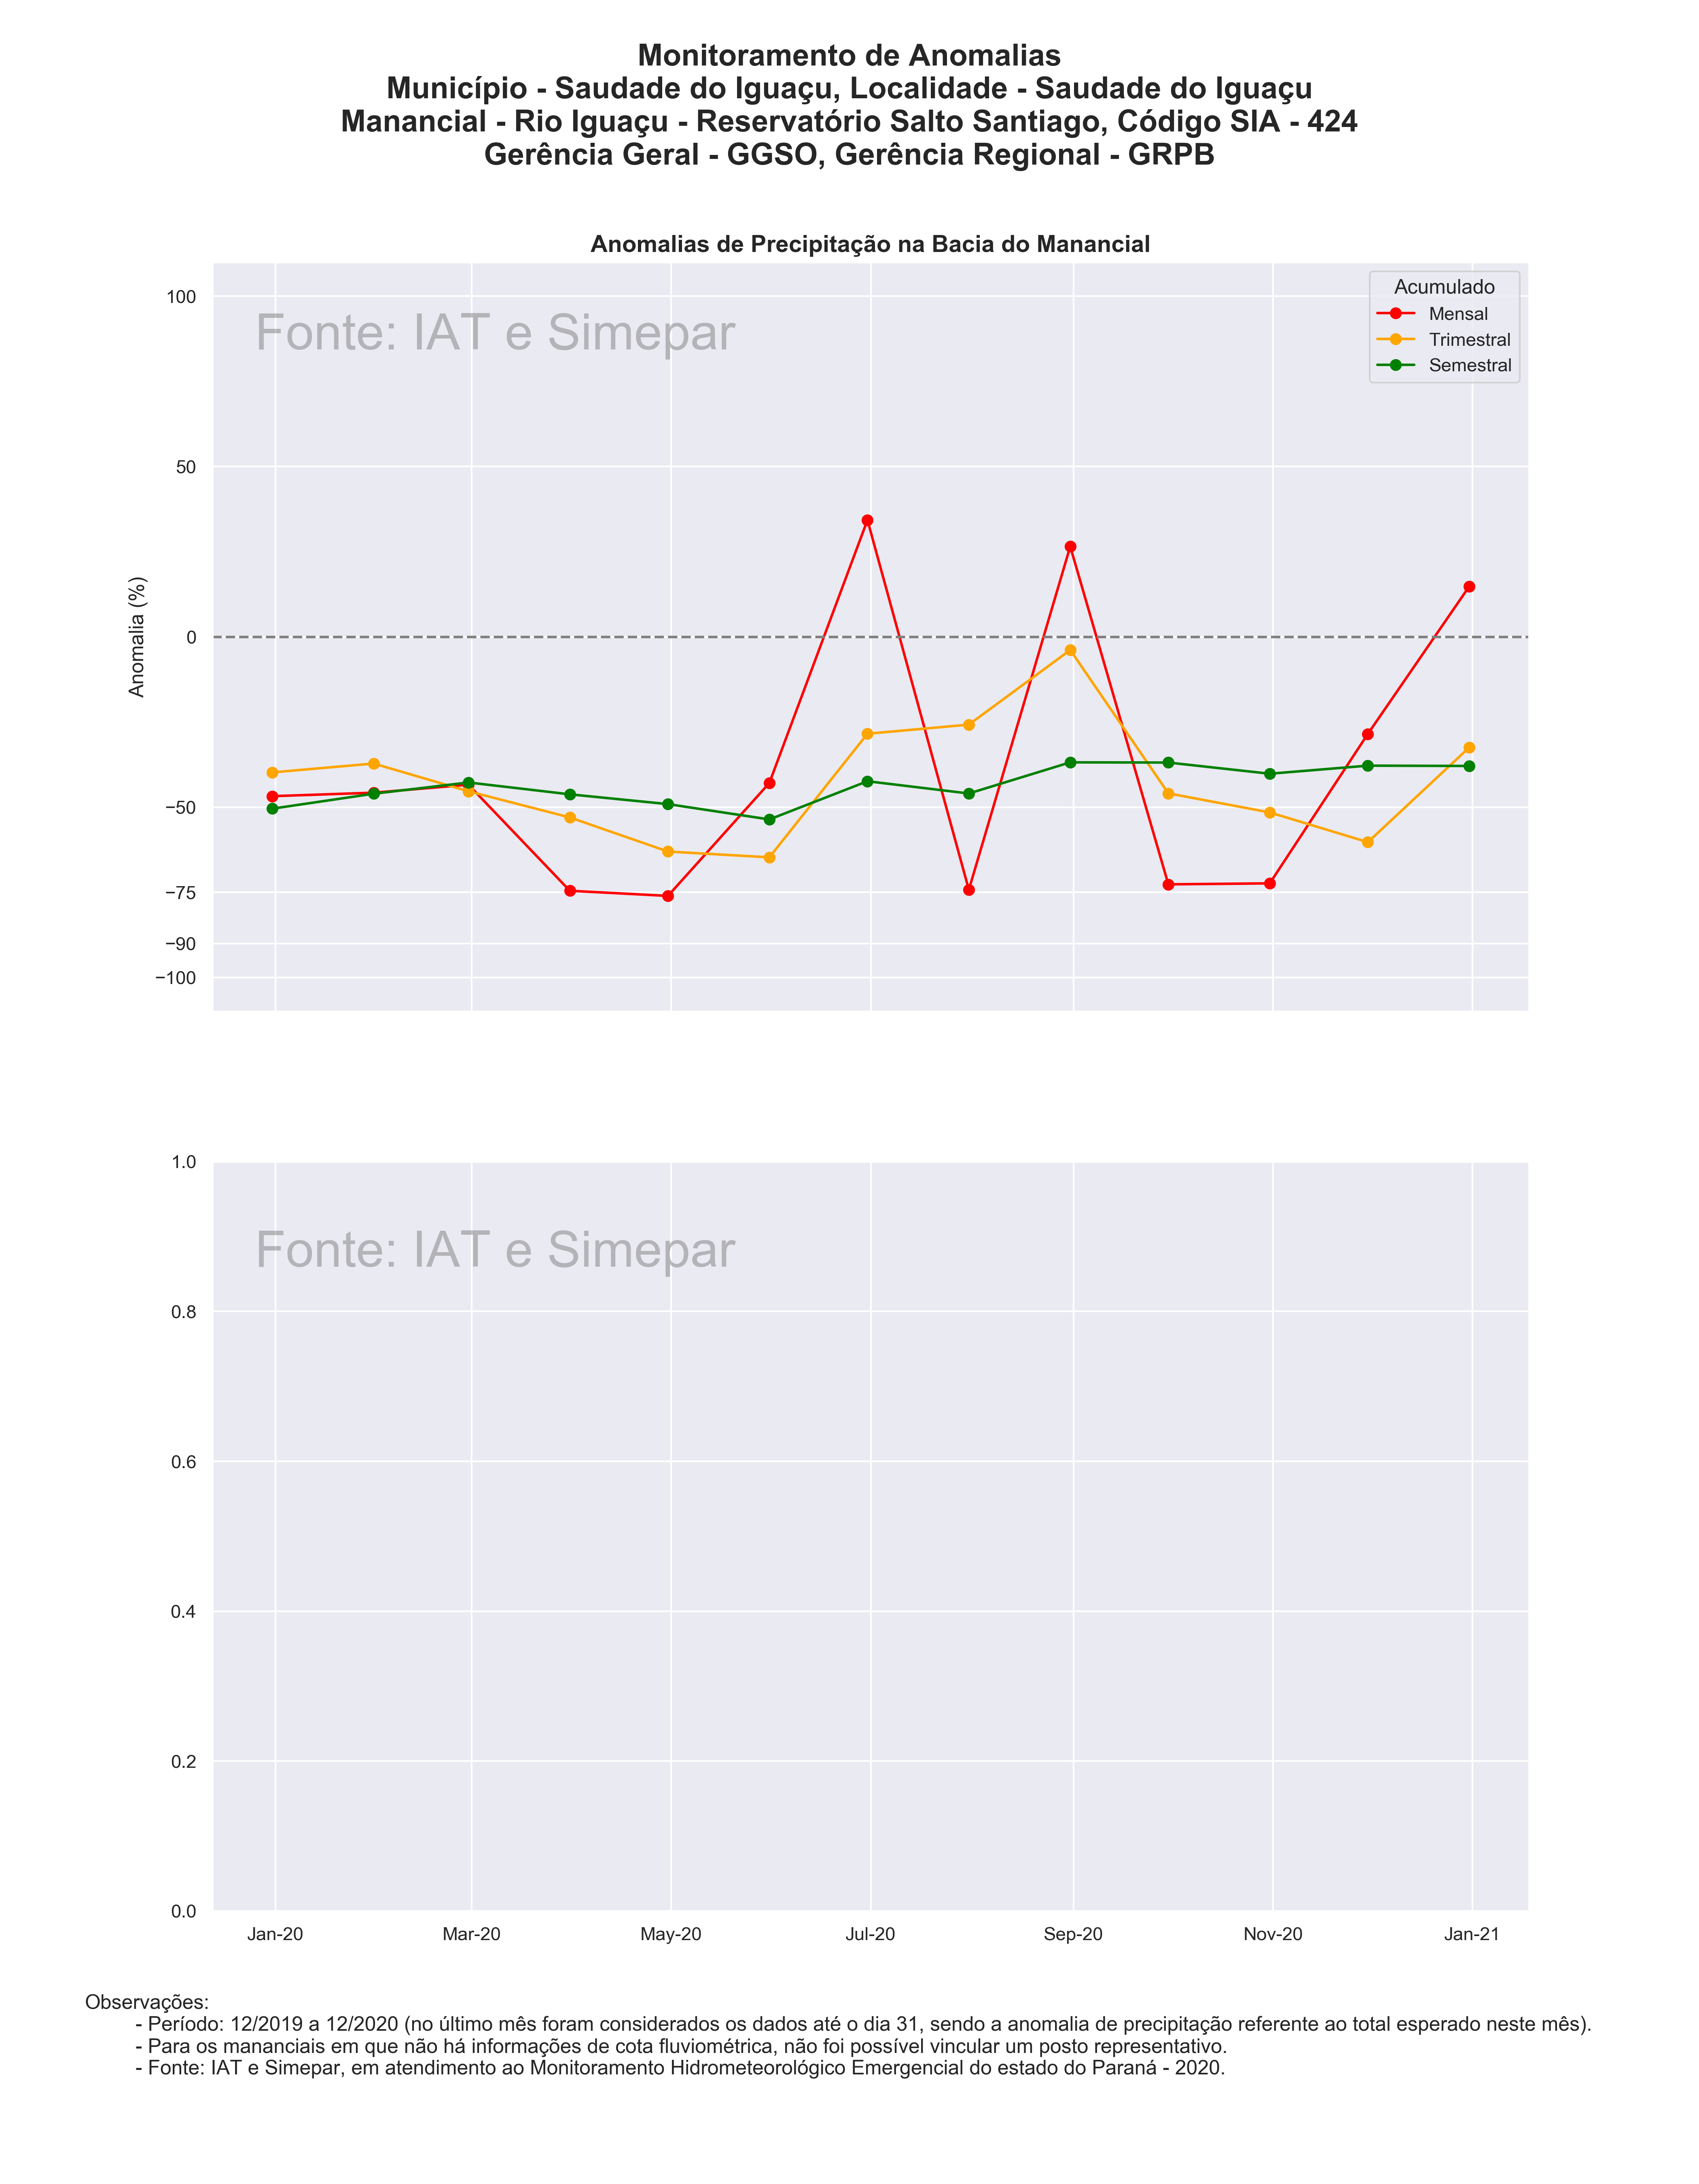 Monitoramento de Anomalias
Município - Saudade do Iguaçu, Localidade - Saudade do Iguaçu
Manancial - Rio Iguaçu - Reservatório Salto Santiago, Código SIA - 424
Gerência Geral - GGSO, Gerência Regional - GRPB
Anomalias de Precipitação na Bacia do Manancial
Fonte: IAT e Simepar
Acumulado
Mensal
Trimestral
Semestral
Anomalia (%)
100
50
0
−50
−75
−90
−100
Fonte: IAT e Simepar
1.0
0.8
0.6
0.4
0.2
0.0
Jan-20 Mar-20 May-20 Jul-20 Sep-20 Nov-20 Jan-21
Observações:
- Período: 12/2019 a 12/2020 (no último mês foram considerados os dados até o dia 31, sendo a anomalia de precipitação referente ao total esperado neste mês).
- Para os mananciais em que não há informações de cota fluviométrica, não foi possível vincular um posto representativo.
- Fonte: IAT e Simepar, em atendimento ao Monitoramento Hidrometeorológico Emergencial do estado do Paraná - 2020.